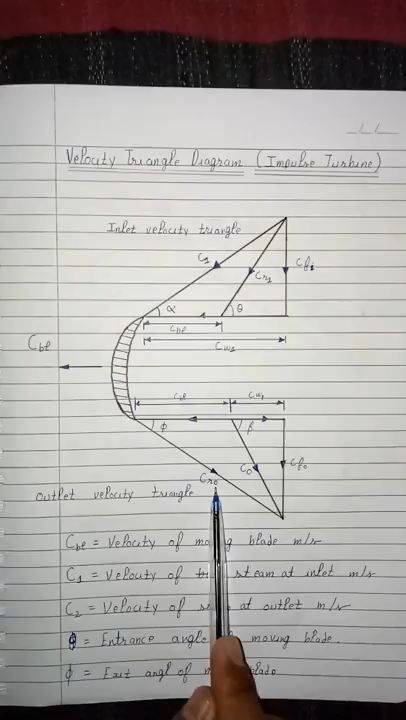 Velocity Triangle Diagram (Impulse Turbine)
Inlet velocity triangle
C1
Cr1
Cf1
α
θ
Cbl
Cw1
Cbl
Cbl
ϕ
β
C0
Cf0
Cr0
Outlet velocity triangle
Cbl = Velocity of moving blade m/s
C1 = Velocity of steam at inlet m/s
C2 = Velocity of at outlet m/s
θ = Entrance angle moving blade.
ϕ = Exit angl of blade